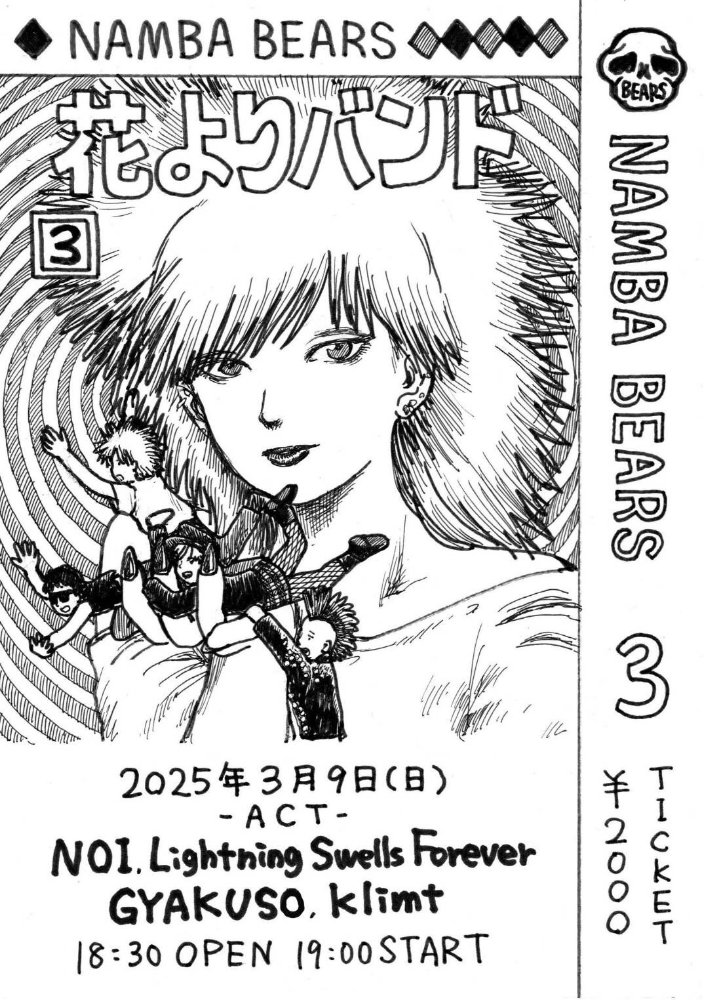 NAMBA BEARS
花よりバンド
3
2025年3月9日(日)
-ACT-
NOI. Lightning Swells Forever
GYAKUSO. klimt
18:30 OPEN 19:00 START
BEARS
NAMBA BEARS 3
TICKET
¥2000